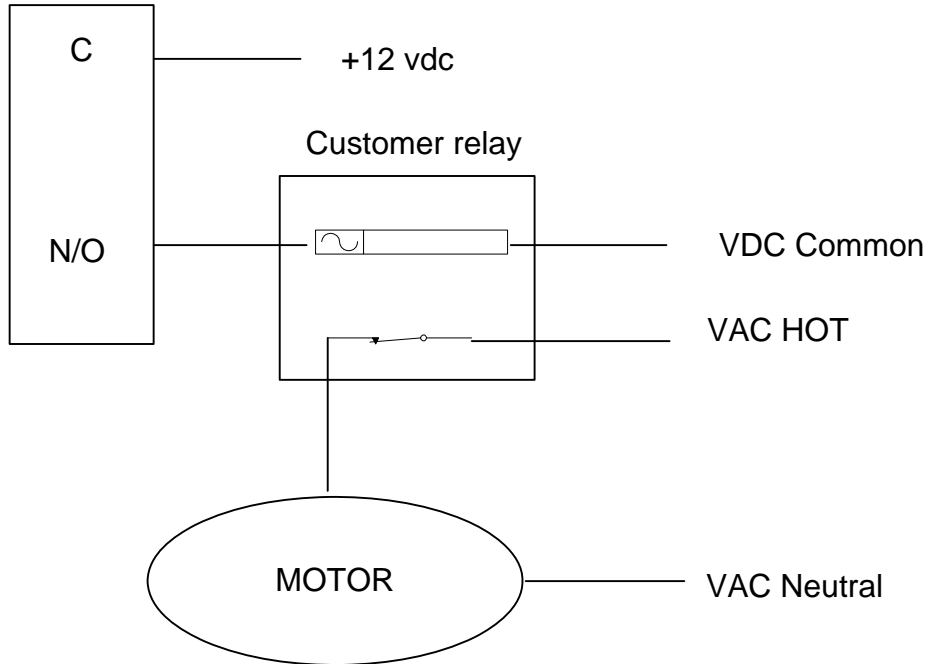 C
+12 vdc
Customer relay
N/O
VDC Common
VAC HOT
MOTOR
VAC Neutral